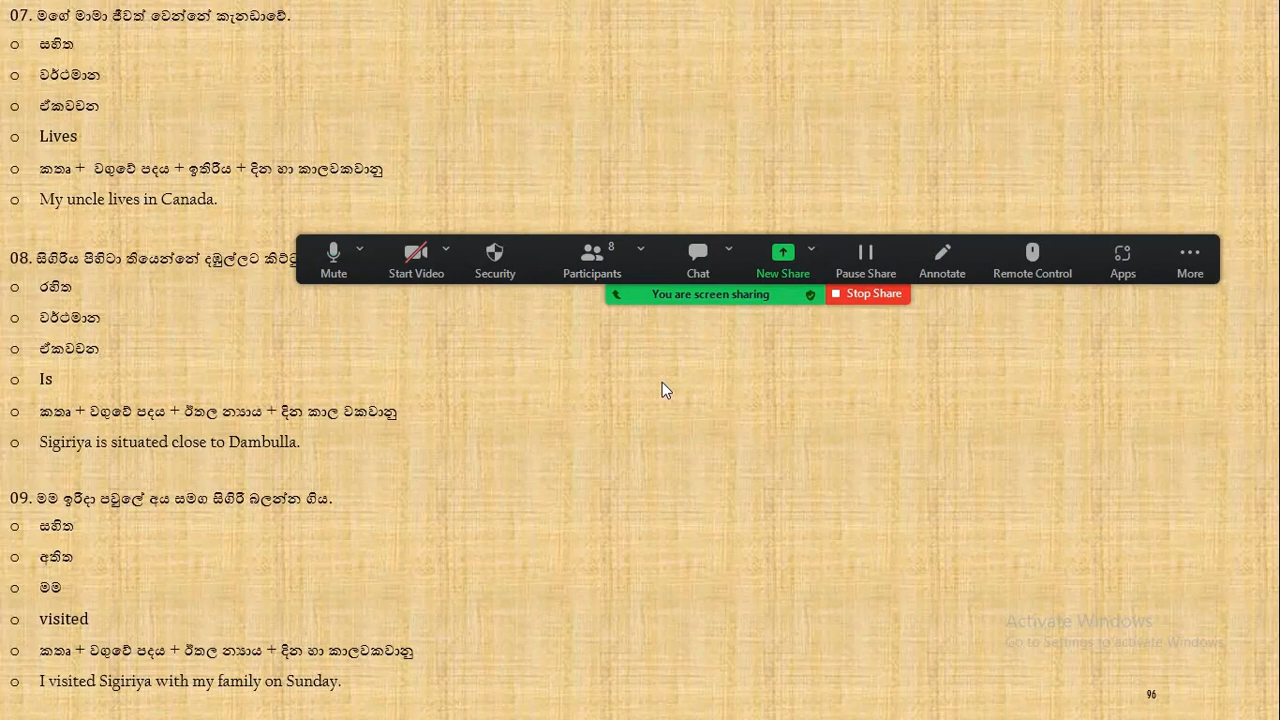 07. මගේ මාමා ජීවත් වෙන්නේ කැනඩාවේ.
o සහිත
o වර්ථමාන
o ඒකවචන
o Lives
o කතෘ + වගුවේ පදය + ඉතිරිය + දින හා කාලවකවානු
o My uncle lives in Canada.
08. සිගිරිය පිහිටා තියෙන්නේ දඹුල්ලට කිට්ටු
o රහිත
o වර්ථමාන
o ඒකවචන
o Is
o කතෘ + වගුවේ පදය + ඊතල න්‍යාය + දින කාල වකවානු
o Sigiriya is situated close to Dambulla.
09. මම ඉරිදා පවුලේ අය සමග සිගිරි බලන්න ගිය.
o සහිත
o අතිත
o මම
o visited
o කතෘ + වගුවේ පදය + ඊතල න්‍යාය + දින හා කාලවකවානු
o I visited Sigiriya with my family on Sunday.
Mute Start Video Security Participants 8 Chat New Share Pause Share Annotate Remote Control Apps More
You are screen sharing Stop Share
Activate Windows
Go to Settings to activate Windows.
96